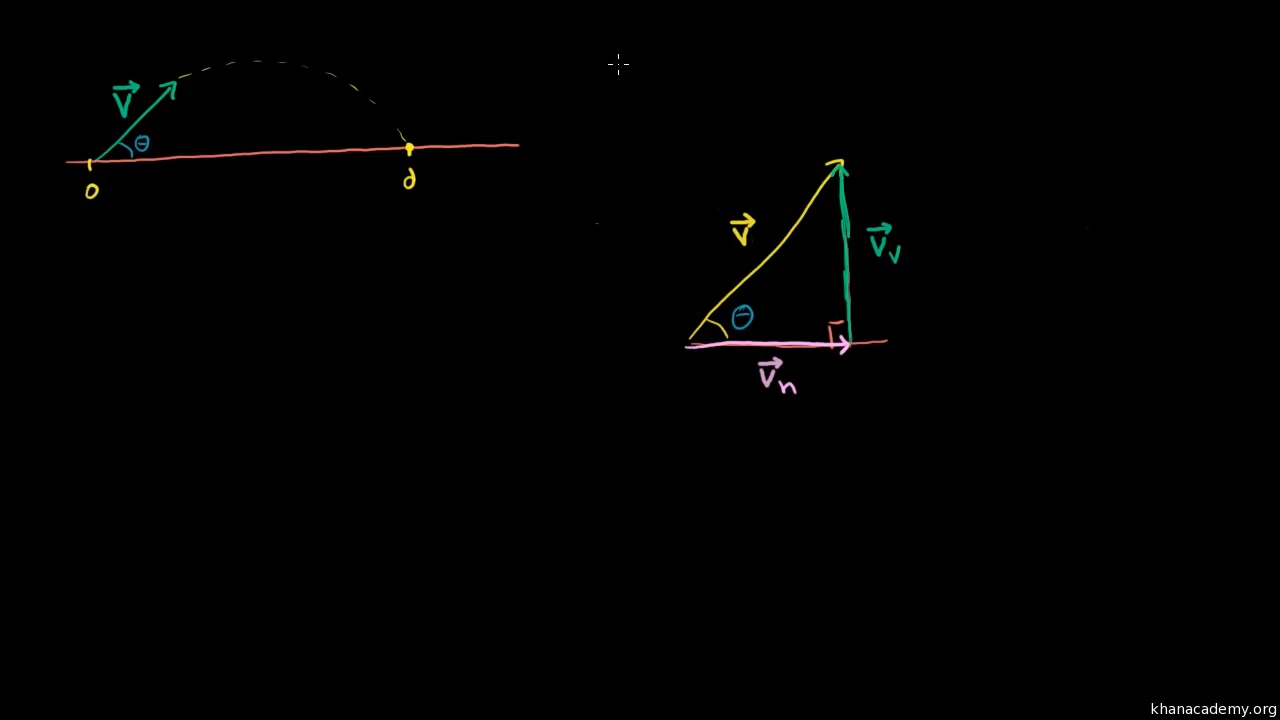 v⃗
θ
0
d
v⃗
v⃗ᵥ
θ
v⃗ₙ
khanacademy.org